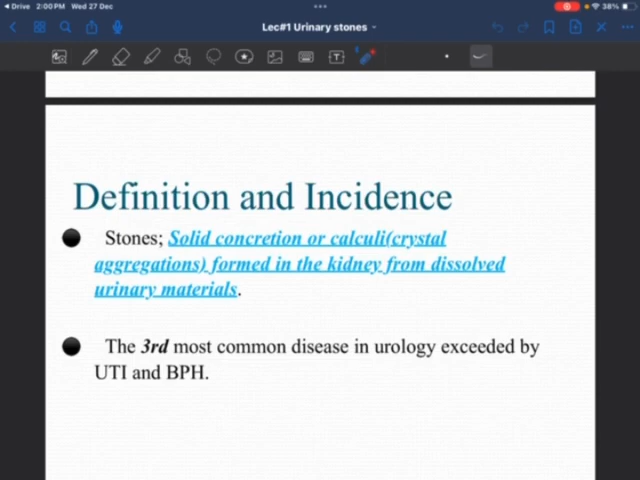 Drive 2:00 PM Wed 27 Dec 38%
Lec#1 Urinary stones
Definition and Incidence
Stones; Solid concretion or calculi(crystal
aggregations) formed in the kidney from dissolved
urinary materials.
The 3rd most common disease in urology exceeded by
UTI and BPH.